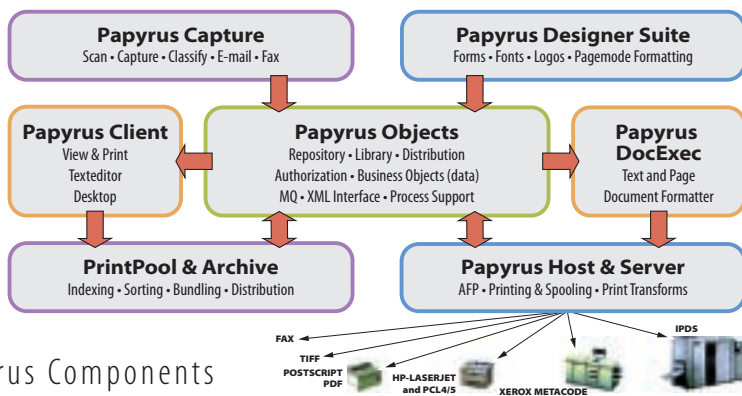 Papyrus Capture
Scan • Capture • Classify • E-mail • Fax
Papyrus Designer Suite
Forms • Fonts • Logos • Pagemode Formatting
Papyrus Client
View & Print
Texteditor
Desktop
Papyrus Objects
Repository • Library • Distribution
Authorization • Business Objects (data)
MQ • XML Interface • Process Support
Papyrus
DocExec
Text and Page
Document Formatter
PrintPool & Archive
Indexing • Sorting • Bundling • Distribution
Papyrus Host & Server
AFP • Printing & Spooling • Print Transforms
FAX
TIFF
POSTSCRIPT
PDF
HP-LASERJET
and PCL4/5
XEROX METACODE
IPDS
rus Components